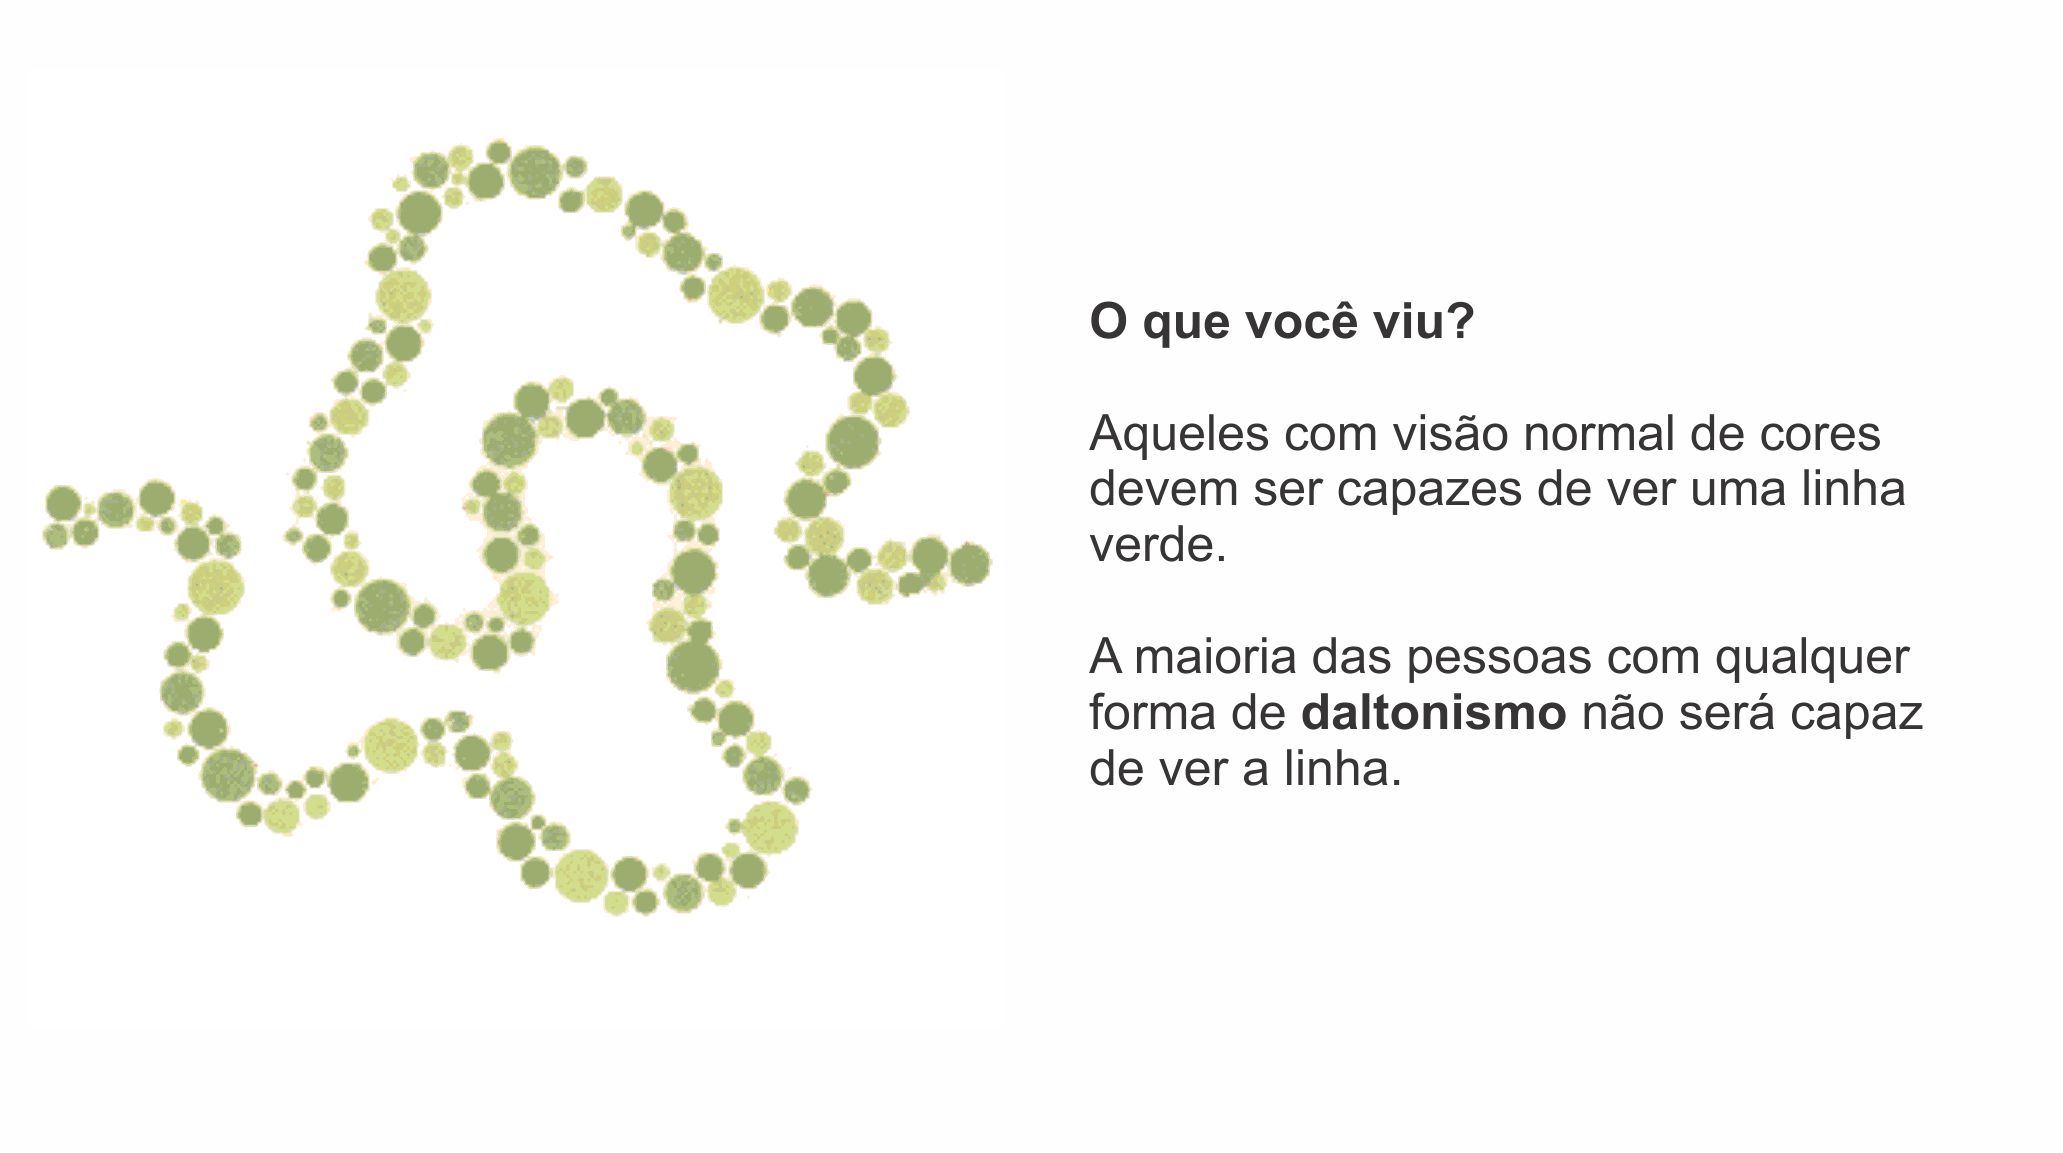 O que você viu?
Aqueles com visão normal de cores
devem ser capazes de ver uma linha
verde.
A maioria das pessoas com qualquer
forma de daltonismo não será capaz
de ver a linha.